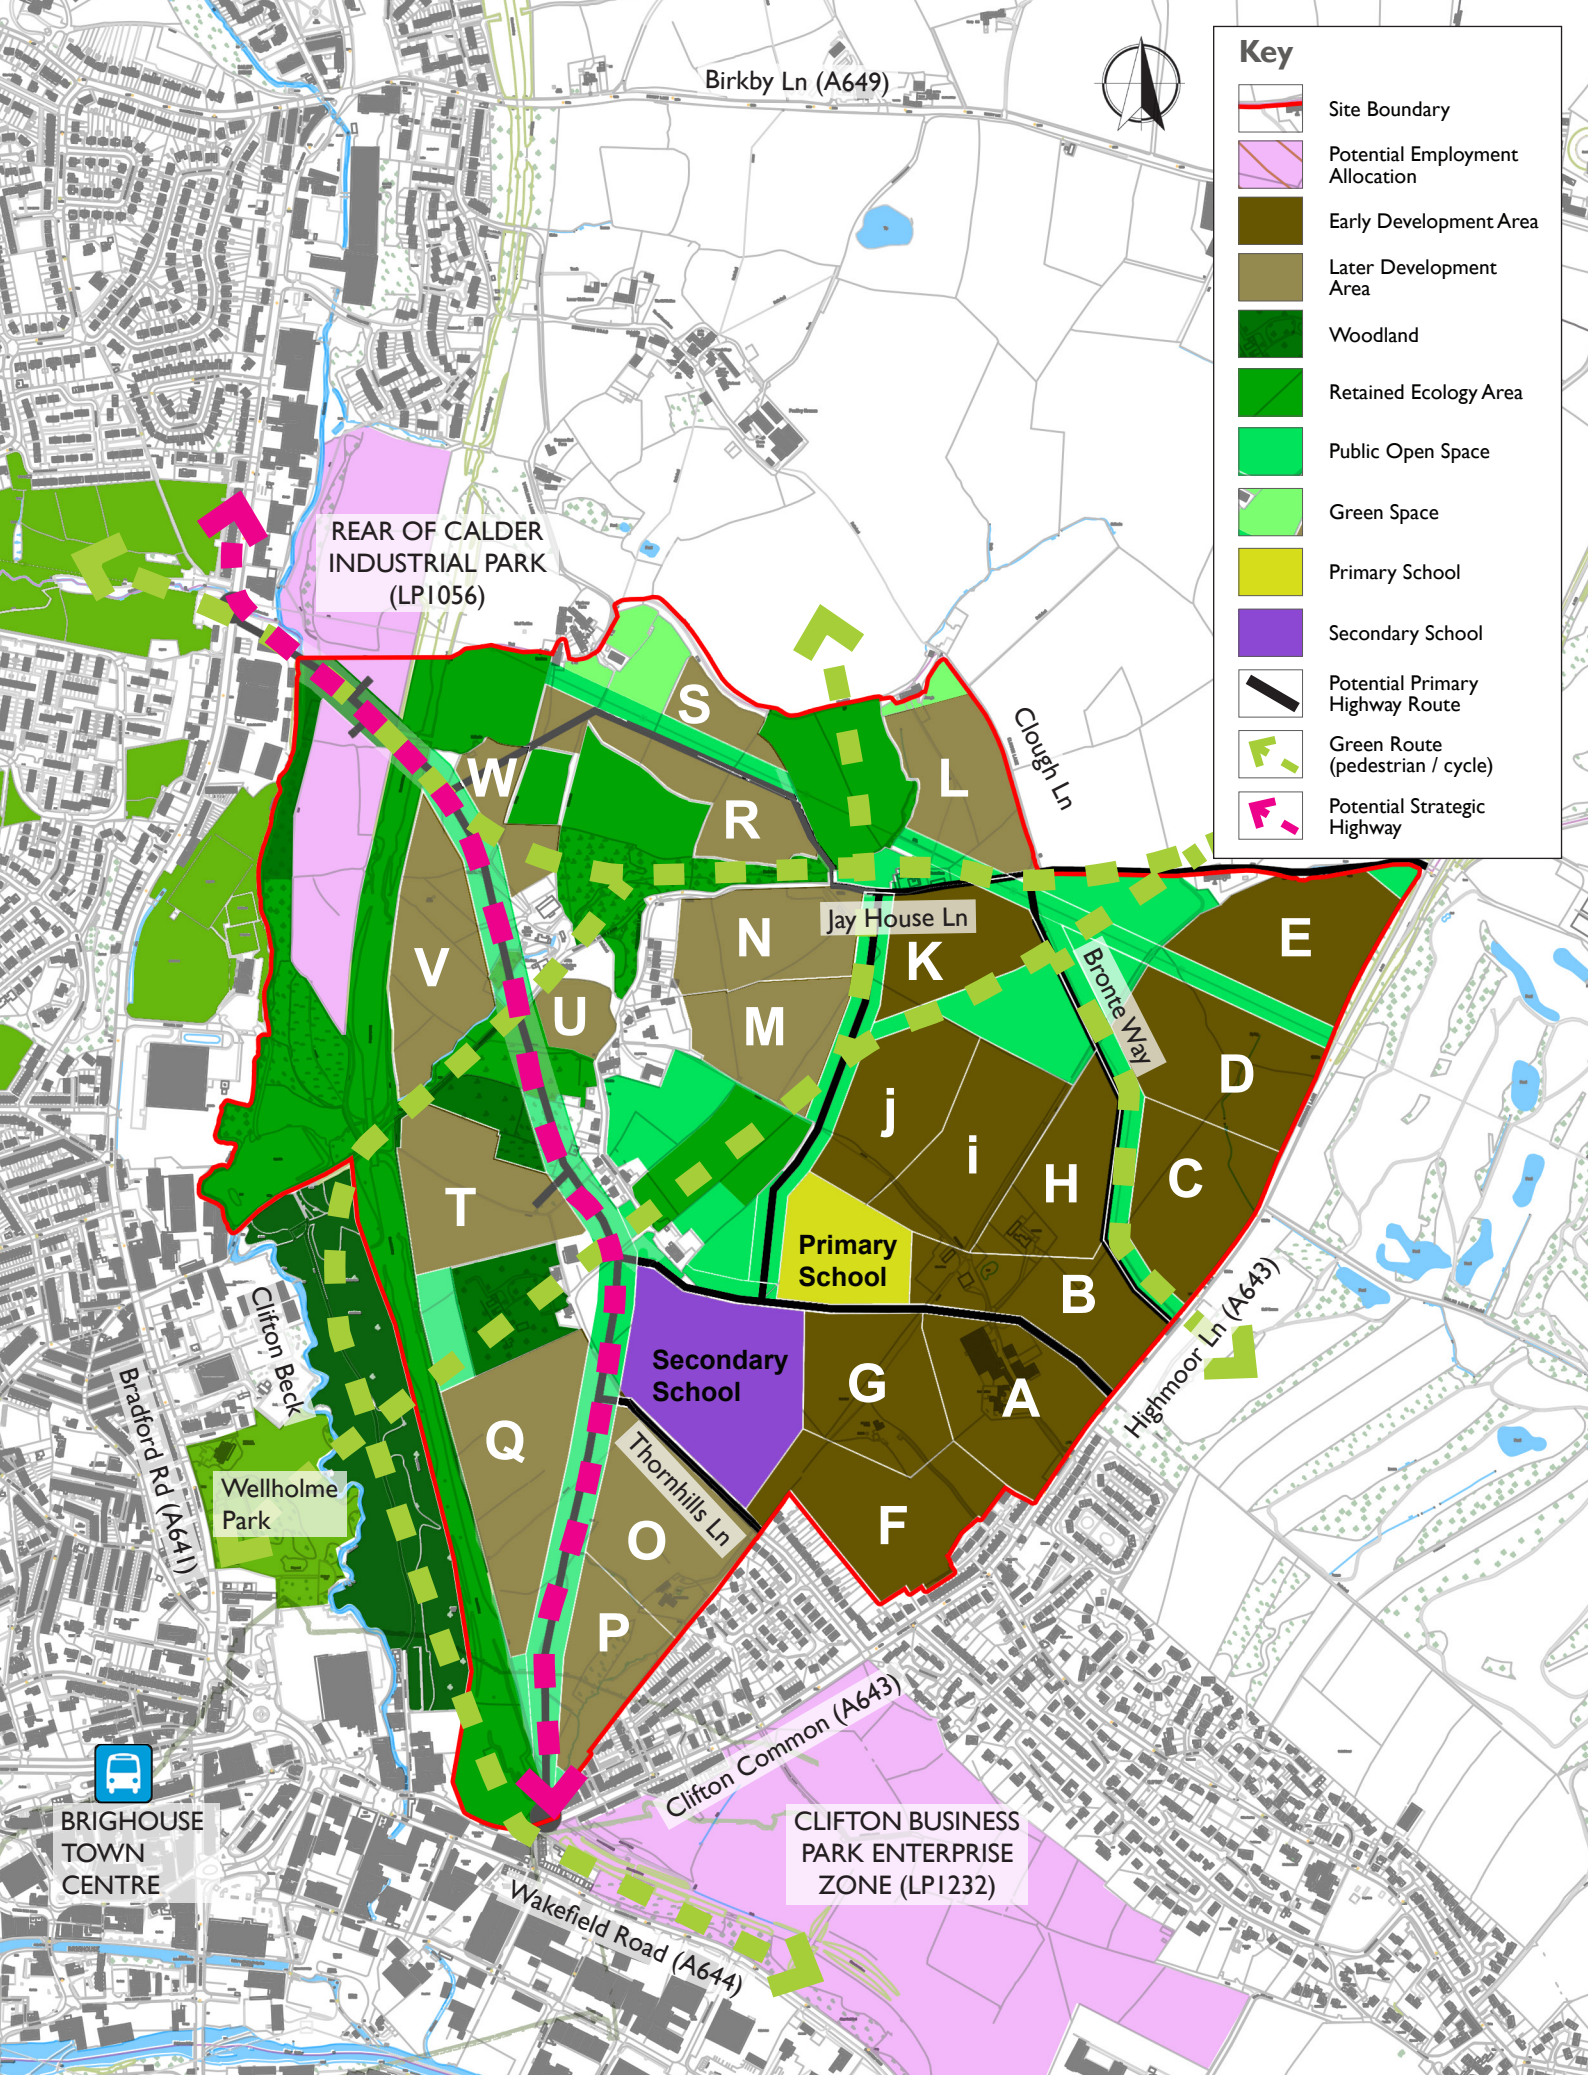 Birkby Ln (A649)
Key
Site Boundary
Potential Employment
Allocation
Early Development Area
Later Development
Area
Woodland
Retained Ecology Area
Public Open Space
Green Space
Primary School
Secondary School
Potential Primary
Highway Route
Green Route
(pedestrian / cycle)
Potential Strategic
Highway
REAR OF CALDER
INDUSTRIAL PARK
(LP1056)
Clough Ln
S
W
L
R
Jay House Ln
N
K
E
V
Bronte Way
U
M
D
j
i
H
C
T
Primary
School
B
Highmoor Ln (A643)
Clifton Beck
Secondary
School
G
A
Bradford Rd (A641)
Q
Thornhills Ln
Wellholme
Park
O
F
P
Clifton Common (A643)
BRIGHOUSE
TOWN
CENTRE
CLIFTON BUSINESS
PARK ENTERPRISE
ZONE (LP1232)
Wakefield Road (A644)